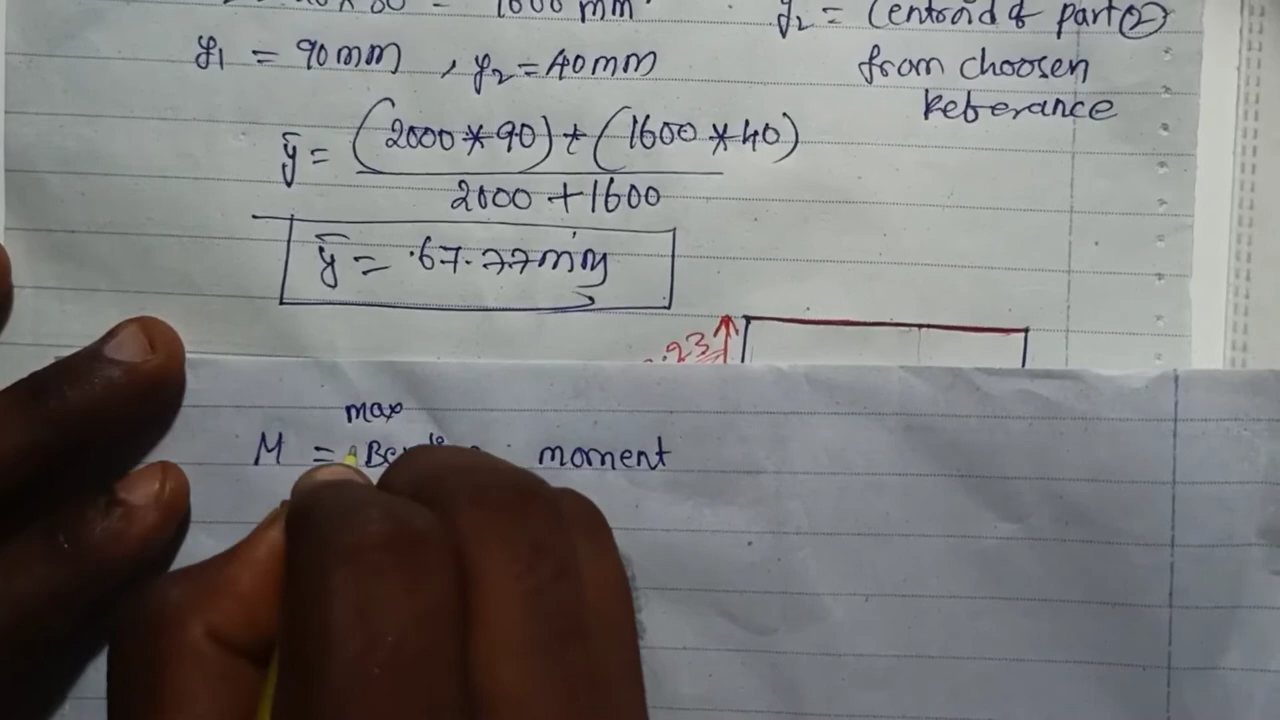 1600 mm
y₂ = Centroid of part ②
y₁ = 90mm , y₂ = 40mm
from choosen
Referance
ȳ = (2000*90) + (1600*40)
2000 + 1600
ȳ = 67.77mm
.23
max
M = moment